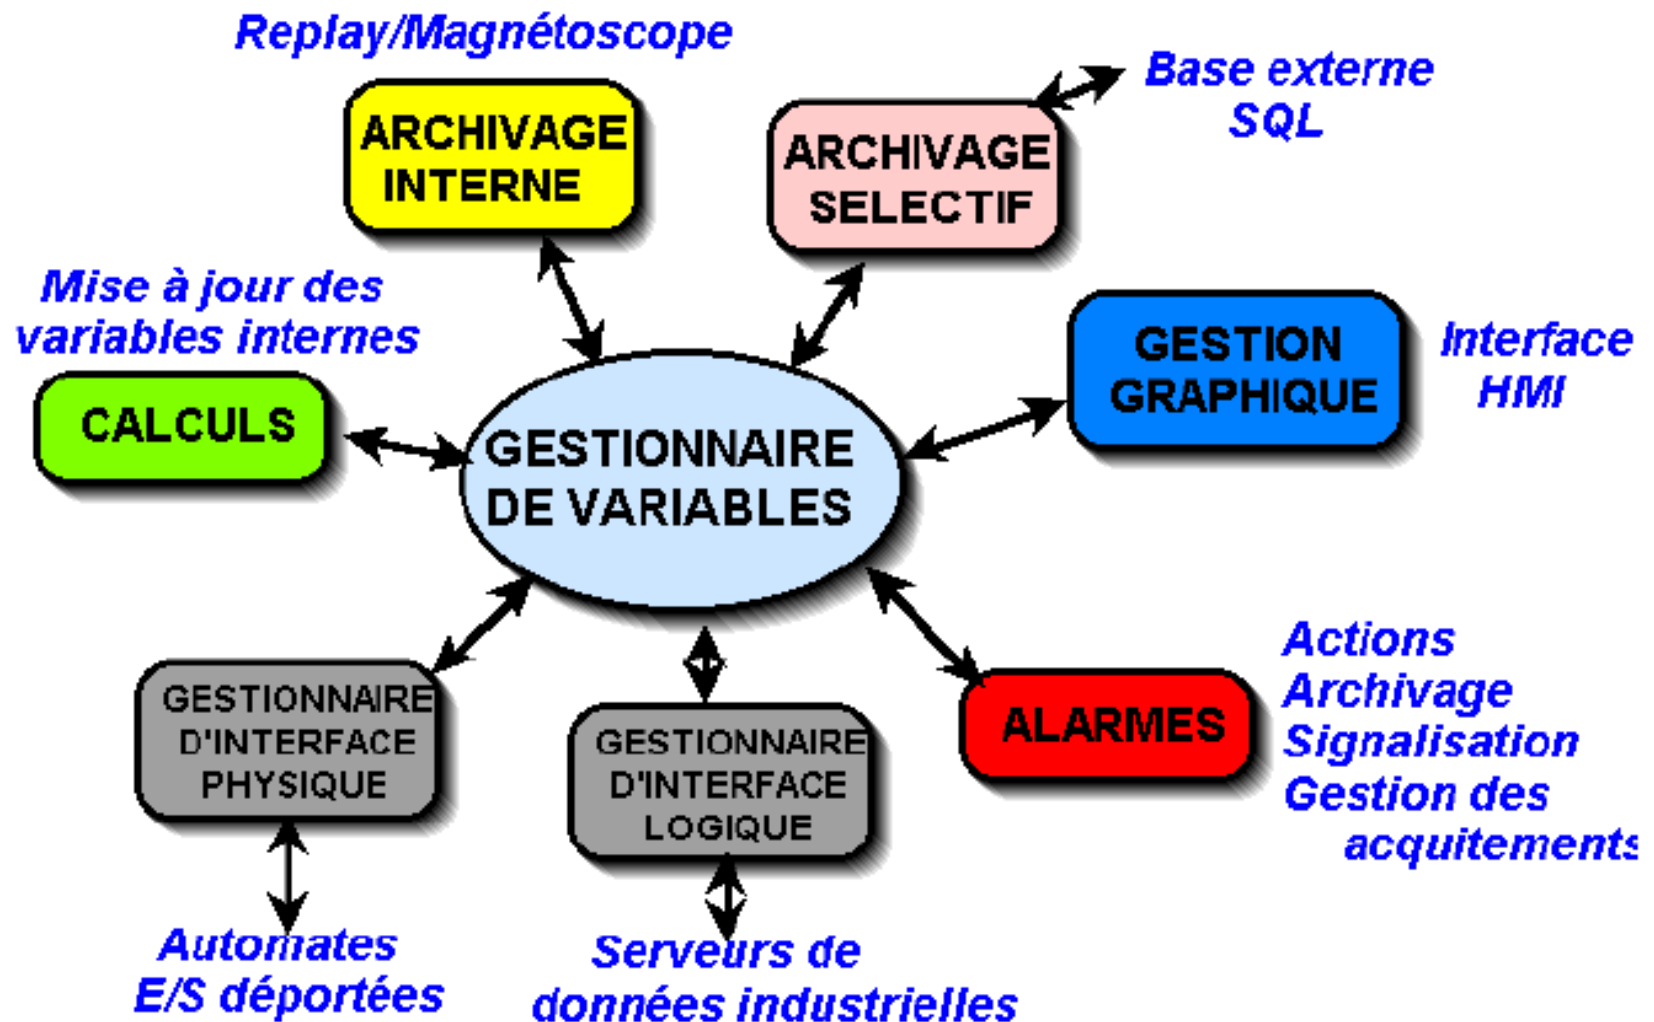 Replay/Magnétoscope
ARCHIVAGE
INTERNE
Base externe
SQL
ARCHIVAGE
SELECTIF
Mise à jour des
variables internes
CALCULS
GESTION
GRAPHIQUE
Interface
HMI
GESTIONNAIRE
DE VARIABLES
GESTIONNAIRE
D'INTERFACE
PHYSIQUE
GESTIONNAIRE
D'INTERFACE
LOGIQUE
ALARMES
Actions
Archivage
Signalisation
Gestion des
acquitements
Automates
E/S déportées
Serveurs de
données industrielles